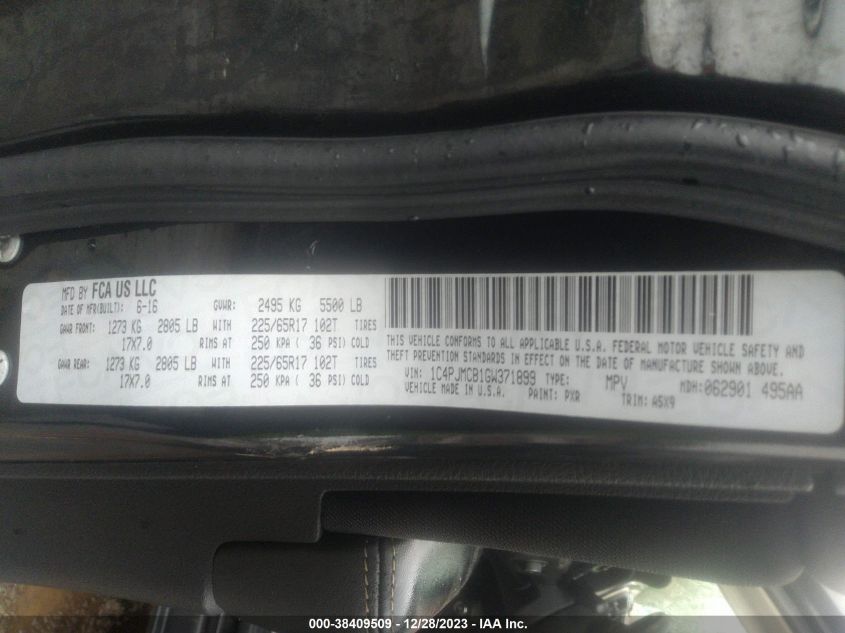 MFD BY FCA US LLC
DATE OF MFR(BUILT): 6-16 GVWR: 2495 KG 5500 LB
GAWR FRONT: 1273 KG 2805 LB WITH 225/65R17 102T TIRES
17X7.0 RIMS AT 250 KPA ( 36 PSI) COLD
GAWR REAR: 1273 KG 2805 LB WITH 225/65R17 102T TIRES
17X7.0 RIMS AT 250 KPA ( 36 PSI) COLD
THIS VEHICLE CONFORMS TO ALL APPLICABLE U.S.A. FEDERAL MOTOR VEHICLE SAFETY AND
THEFT PREVENTION STANDARDS IN EFFECT ON THE DATE OF MANUFACTURE SHOWN ABOVE.
VIN: 1C4PJMCB1GW371899 TYPE: MPV MDH: 062901 495AA
VEHICLE MADE IN U.S.A. PAINT: PXR TRIM: A5X9
000-38409509 - 12/28/2023 - IAA Inc.